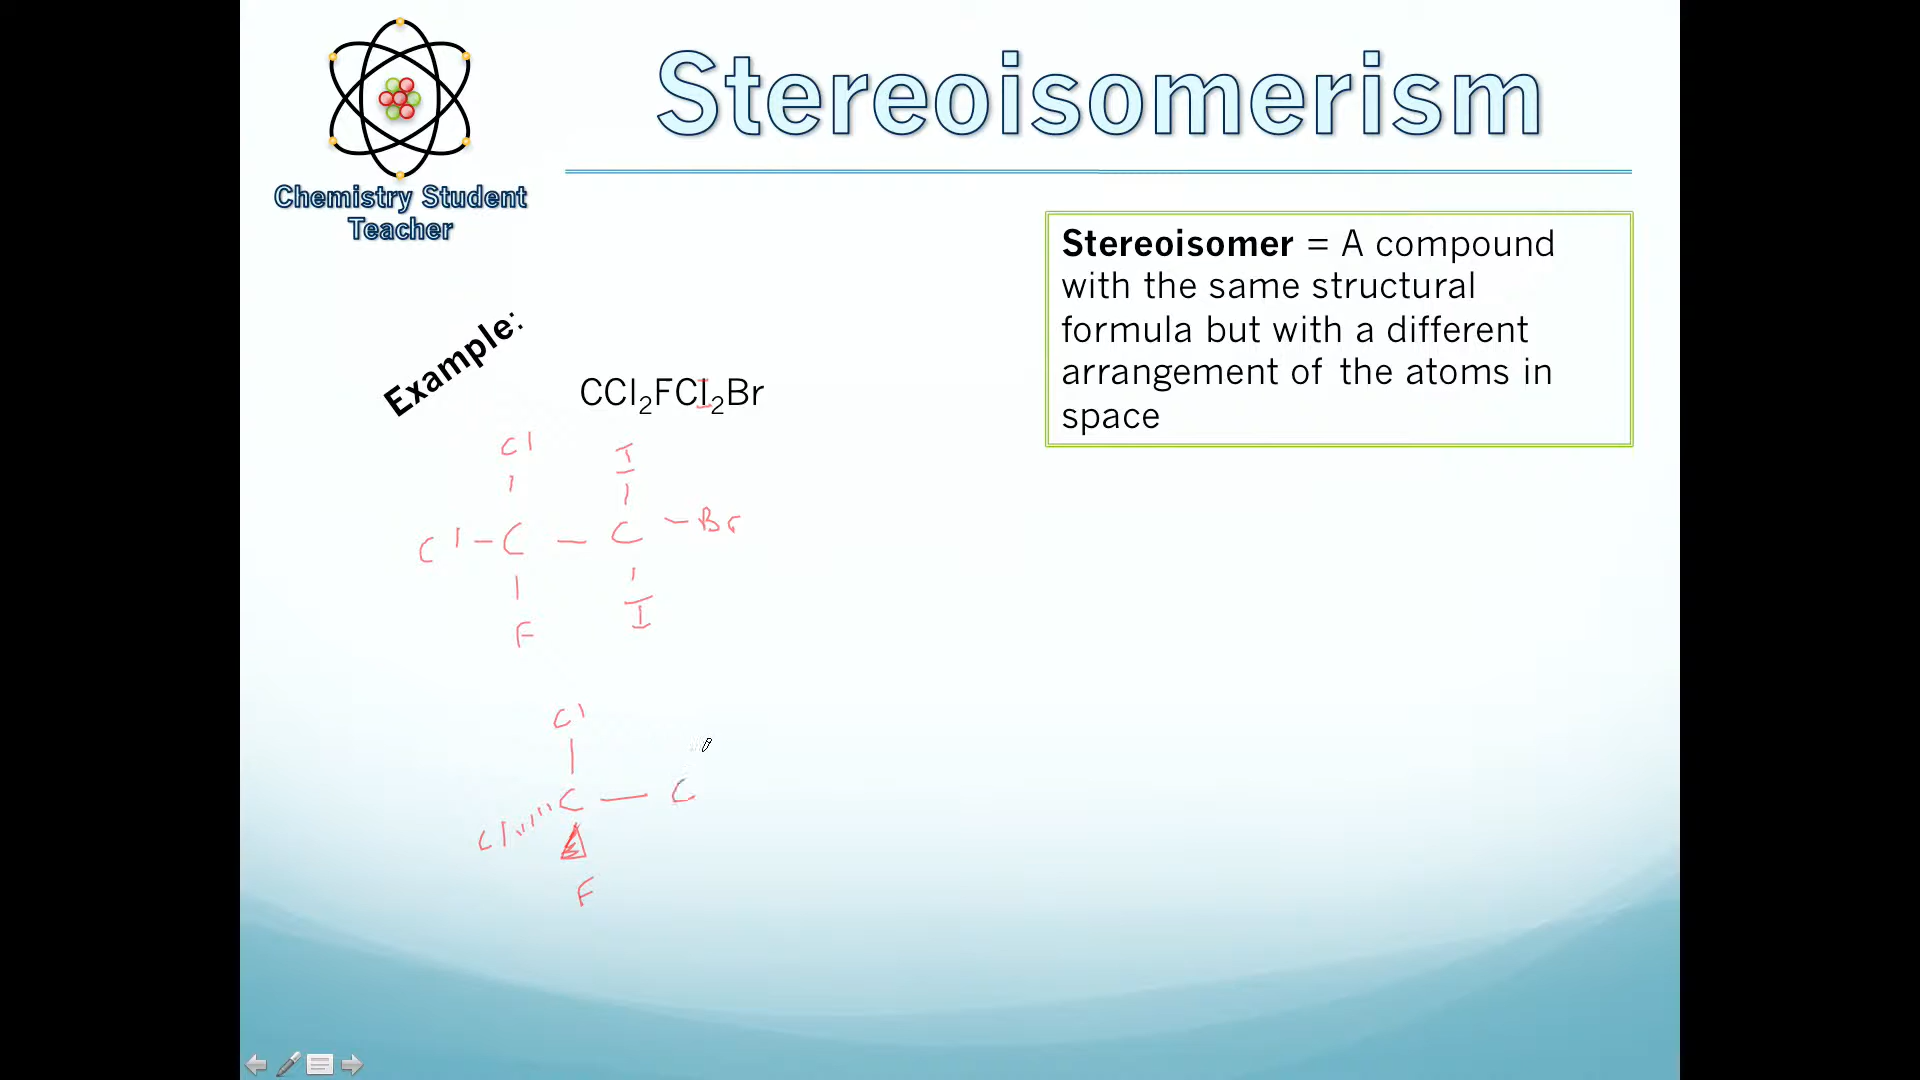 Stereoisomerism
Chemistry Student
Teacher
Stereoisomer = A compound
with the same structural
formula but with a different
arrangement of the atoms in
space
Example:
CCl₂FCI₂Br
Cl I
Cl - C - C - Br
F I
Cl
C - C
Cl
F